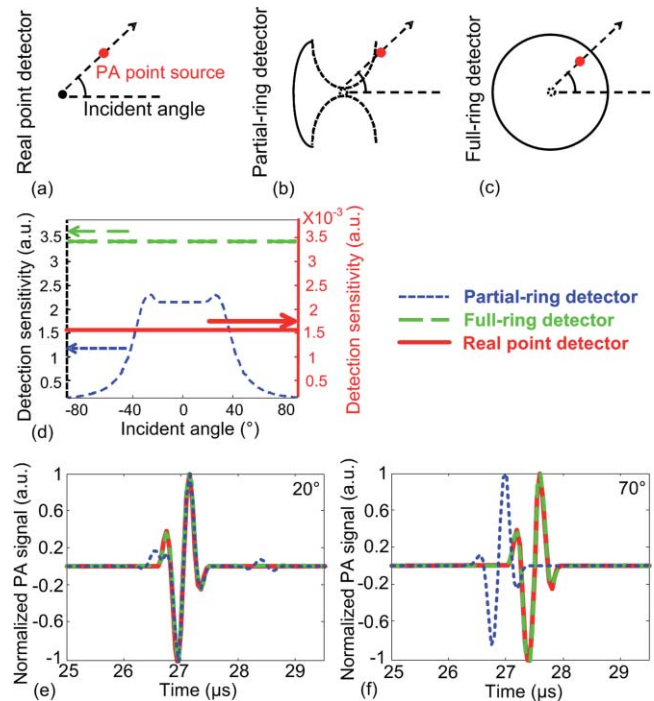 Real point detector
PA point source
Incident angle
(a)
Partial-ring detector
(b)
Full-ring detector
(c)
X10⁻³
Detection sensitivity (a.u.)
3.5
3
2.5
2
1.5
1
0.5
3.5
3
2.5
2
1.5
1
0.5
Detection sensitivity (a.u.)
-80 -40 0 40 80
Incident angle (°)
(d)
Partial-ring detector
Full-ring detector
Real point detector
Normalized PA signal (a.u.)
1
0.6
0.2
-0.2
-0.6
-1
20°
25 26 27 28 29
Time (µs)
(e)
Normalized PA signal (a.u.)
1
0.6
0.2
-0.2
-0.6
-1
70°
25 26 27 28 29
Time (µs)
(f)